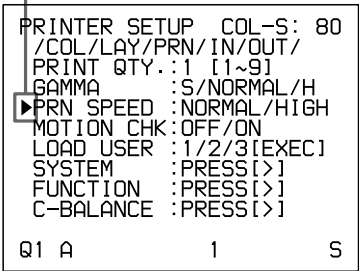 PRINTER SETUP COL-S: 80
/COL/LAY/PRN/IN/OUT/
PRINT QTY.:1 [1~9]
GAMMA :S/NORMAL/H
▶PRN SPEED :NORMAL/HIGH
MOTION CHK:OFF/ON
LOAD USER :1/2/3[EXEC]
SYSTEM :PRESS[>]
FUNCTION :PRESS[>]
C-BALANCE :PRESS[>]
Q1 A 1 S